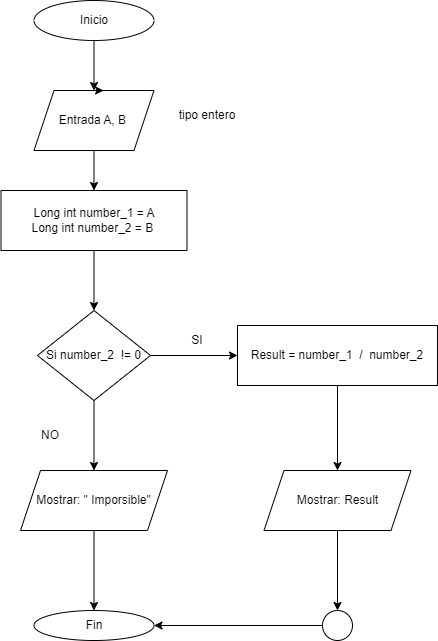 Inicio
Entrada A, B
tipo entero
Long int number_1 = A
Long int number_2 = B
Si number_2 != 0
SI
Result = number_1 / number_2
NO
Mostrar: " Imporsible"
Mostrar: Result
Fin